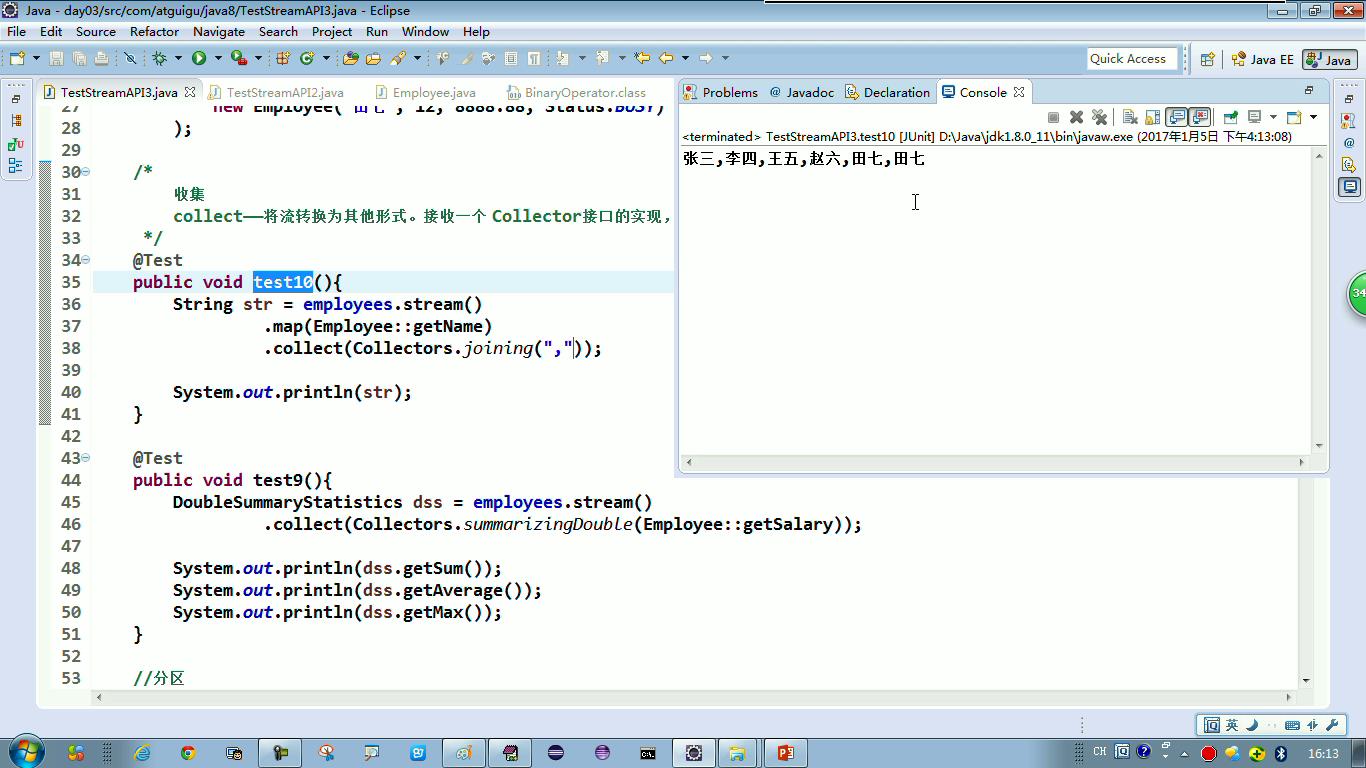 Java - day03/src/com/atguigu/java8/TestStreamAPI3.java - Eclipse
File Edit Source Refactor Navigate Search Project Run Window Help
Quick Access Java EE Java
TestStreamAPI3.java TestStreamAPI2.java Employee.java BinaryOperator.class
Problems @ Javadoc Declaration Console
<terminated> TestStreamAPI3.test10 [JUnit] D:\Java\jdk1.8.0_11\bin\javaw.exe (2017年1月5日 下午4:13:08)
张三,李四,王五,赵六,田七,田七
27 new Employee("田七", 12, 8888.88, Status.BUSY)
28 );
29
30 /*
31 收集
32 collect——将流转换为其他形式。接收一个 Collector接口的实现,
33 */
34 @Test
35 public void test10(){
36 String str = employees.stream()
37 .map(Employee::getName)
38 .collect(Collectors.joining(","));
39
40 System.out.println(str);
41 }
42
43 @Test
44 public void test9(){
45 DoubleSummaryStatistics dss = employees.stream()
46 .collect(Collectors.summarizingDouble(Employee::getSalary));
47
48 System.out.println(dss.getSum());
49 System.out.println(dss.getAverage());
50 System.out.println(dss.getMax());
51 }
52
53 //分区
34
英
CH
16:13